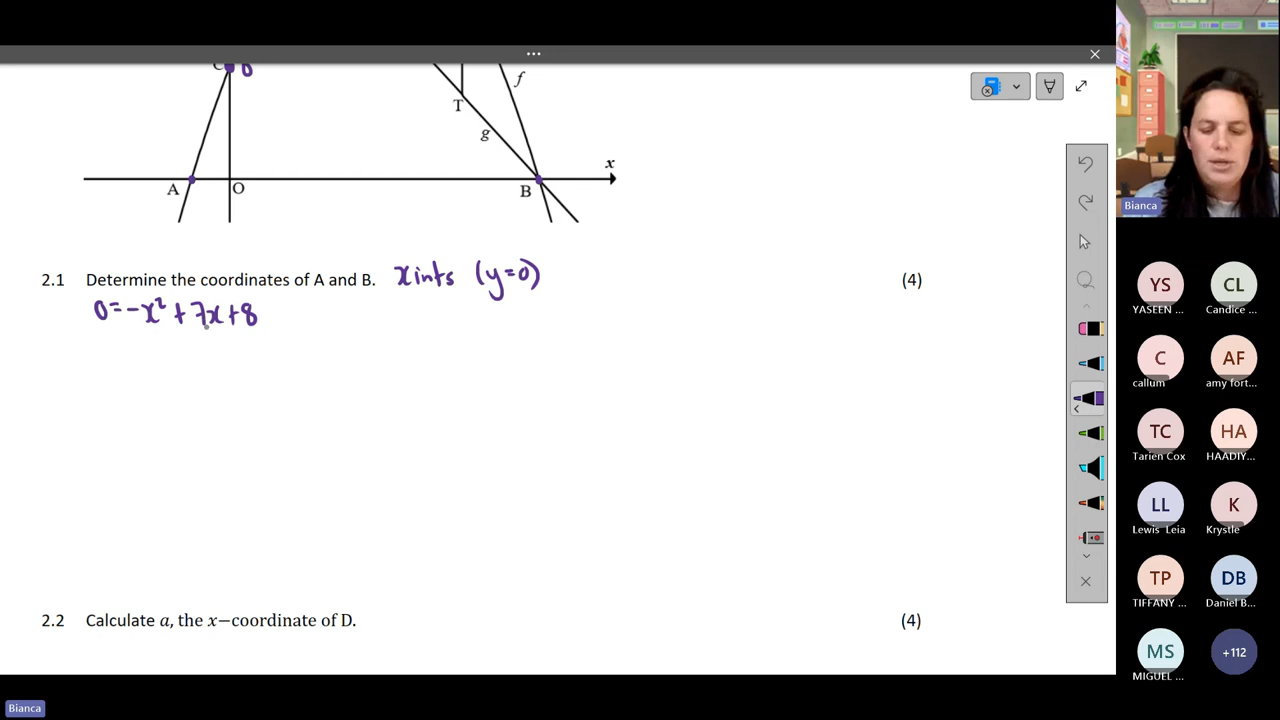 C
f
T
g
x
A
O
B
2.1 Determine the coordinates of A and B. x ints (y=0) (4)
0=-x²+7x+8
2.2 Calculate a, the x−coordinate of D. (4)
Bianca
YS
CL
YASEEN ...
Candice ...
C
AF
callum
amy fort...
TC
HA
Tarien Cox
HAADIY...
LL
K
Lewis Leia
Krystle
TP
DB
TIFFANY ...
Daniel B...
MS
+112
MIGUEL ...
Bianca